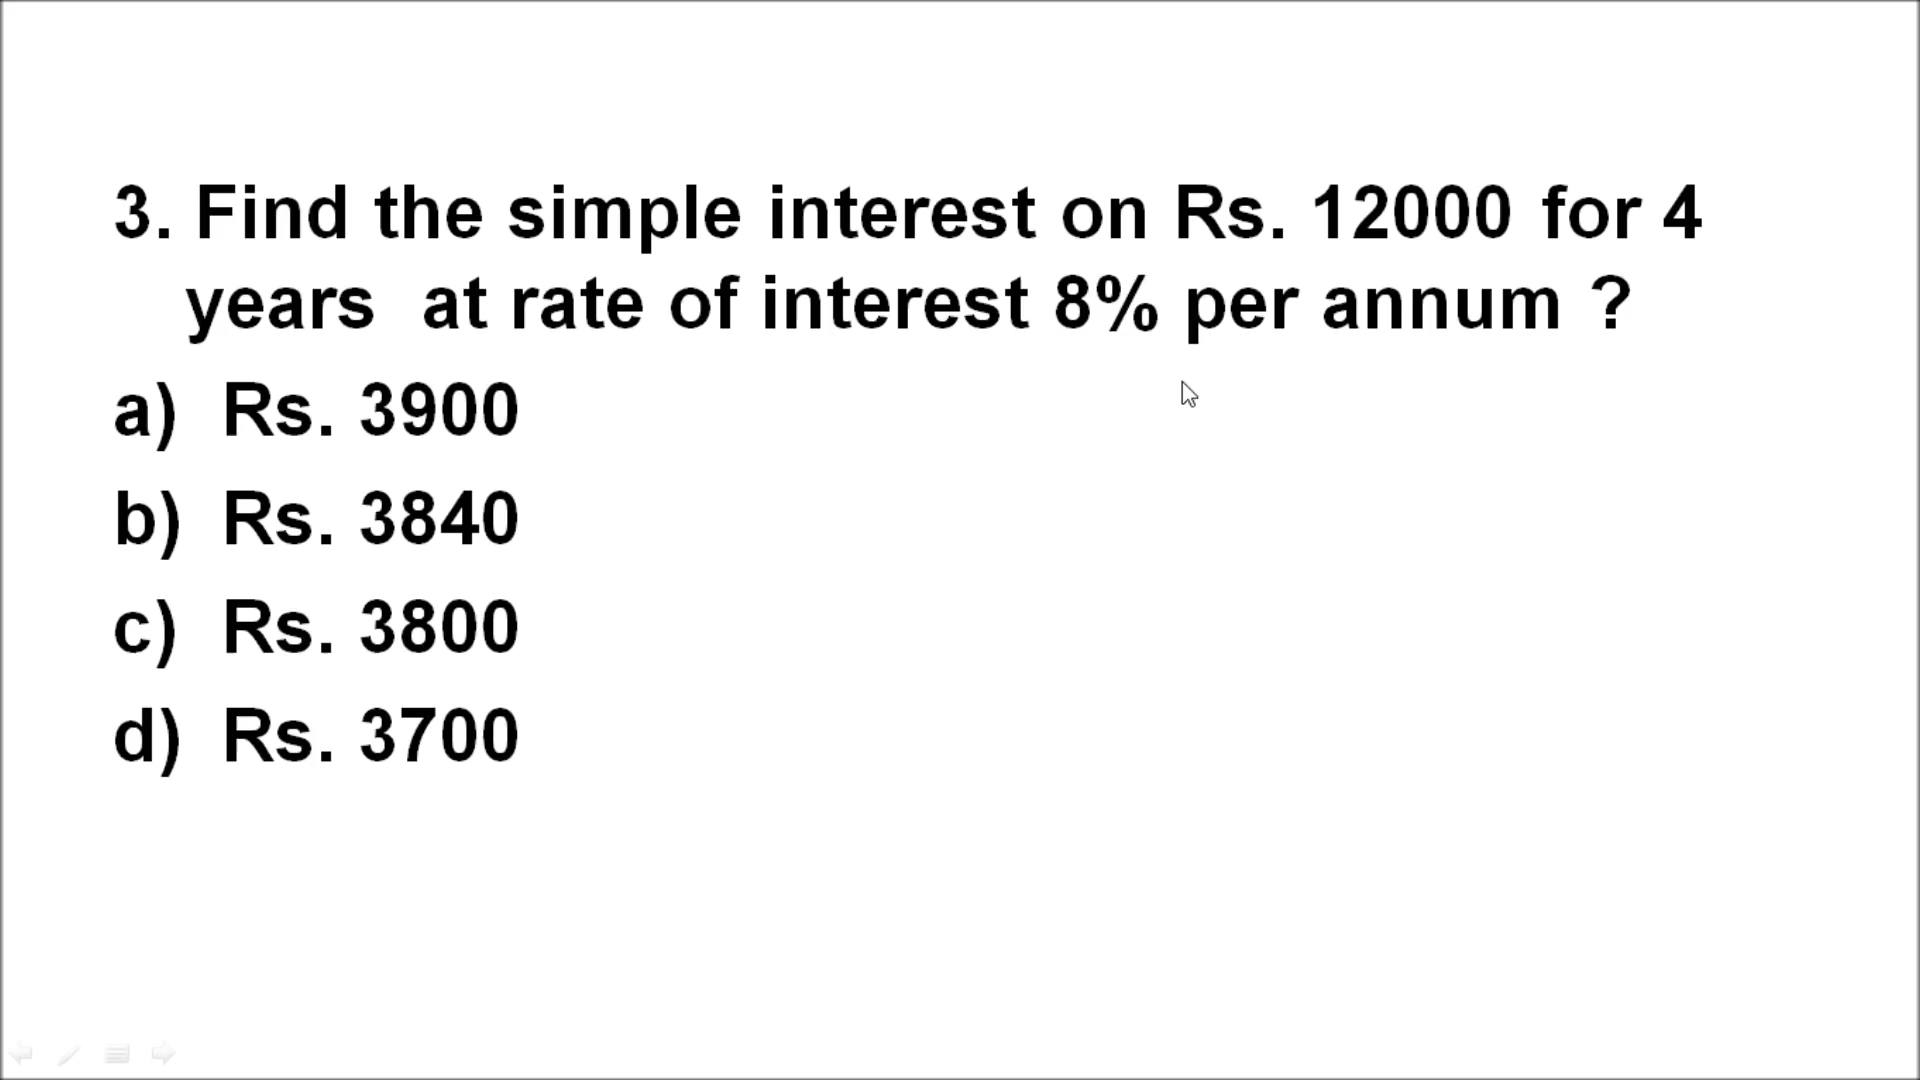 3. Find the simple interest on Rs. 12000 for 4
years at rate of interest 8% per annum ?
a) Rs. 3900
b) Rs. 3840
c) Rs. 3800
d) Rs. 3700